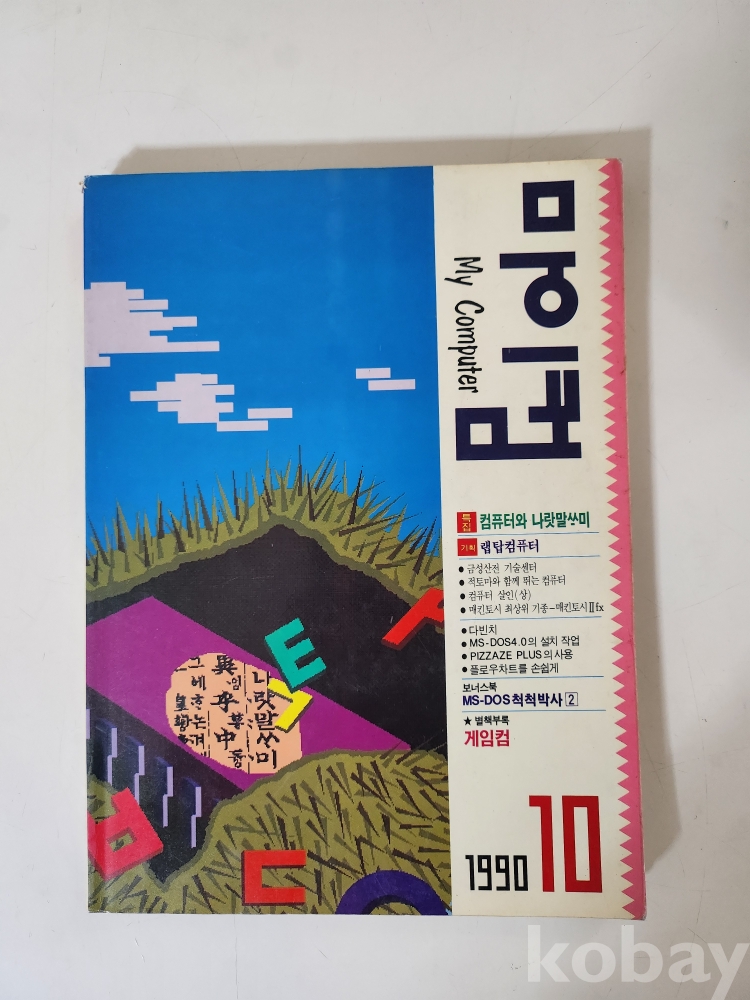 마이컴
My Computer
특집 컴퓨터와 나랏말ᄊᆞ미
기획 랩탑컴퓨터
● 금성산전 기술센터
● 적토마와 함께 뛰는 컴퓨터
● 컴퓨터 살인(상)
● 매킨토시 최상위 기종-매킨토시Ⅱfx
● 다빈치
● MS-DOS4.0의 설치 작업
● PIZZAZE PLUS의사용
● 플로우차트를 손쉽게
보너스북
MS-DOS 척척박사 2
★ 별책부록
게임컴
1990 10
나랏말ᄊᆞ미
ㅌ
ㄷ
kobay